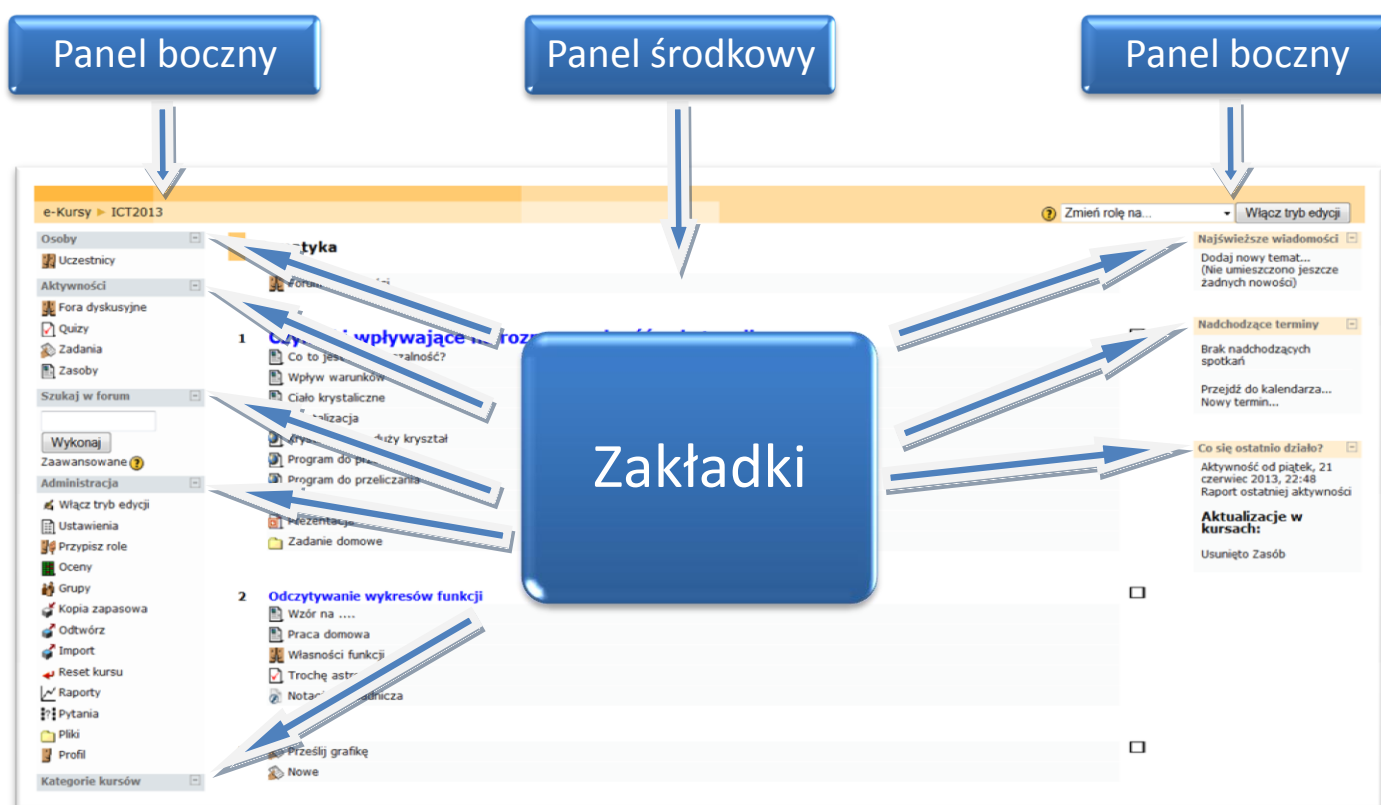 Panel boczny
Panel środkowy
Panel boczny
e-Kursy ► ICT2013
Zmień rolę na...
Włącz tryb edycji
Osoby
Uczestnicy
Aktywności
Fora dyskusyjne
Quizy
Zadania
Zasoby
Szukaj w forum
Wykonaj
Zaawansowane
Administracja
Włącz tryb edycji
Ustawienia
Przypisz role
Oceny
Grupy
Kopia zapasowa
Odtwórz
Import
Reset kursu
Raporty
Pytania
Pliki
Profil
Kategorie kursów
1
wpływające
Co to
Wpływ warunków
Ciało krystaliczne
duży kryształ
Program do
Program do przeliczania
Prezentacja
Zadanie domowe
2 Odczytywanie wykresów funkcji
Wzór na ....
Praca domowa
Własności funkcji
Trochę
Prześlij grafikę
Nowe
Zakładki
Najświeższe wiadomości
Dodaj nowy temat...
(Nie umieszczono jeszcze
żadnych nowości)
Nadchodzące terminy
Brak nadchodzących
spotkań
Przejdź do kalendarza...
Nowy termin...
Co się ostatnio działo?
Aktywność od piątek, 21
czerwiec 2013, 22:48
Raport ostatniej aktywności
Aktualizacje w
kursach:
Usunięto Zasób